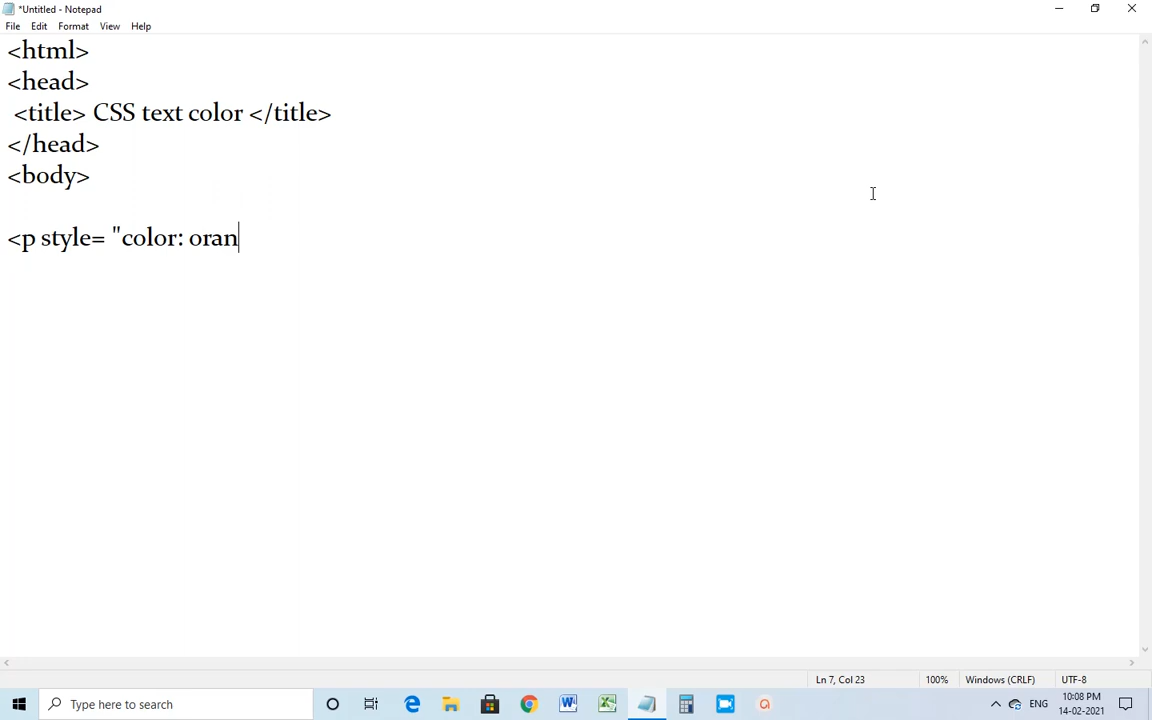 *Untitled - Notepad
File Edit Format View Help
<html>
<head>
<title> CSS text color </title>
</head>
<body>
<p style= "color: oran
Ln 7, Col 23 100% Windows (CRLF) UTF-8
Type here to search
ENG
10:08 PM
14-02-2021